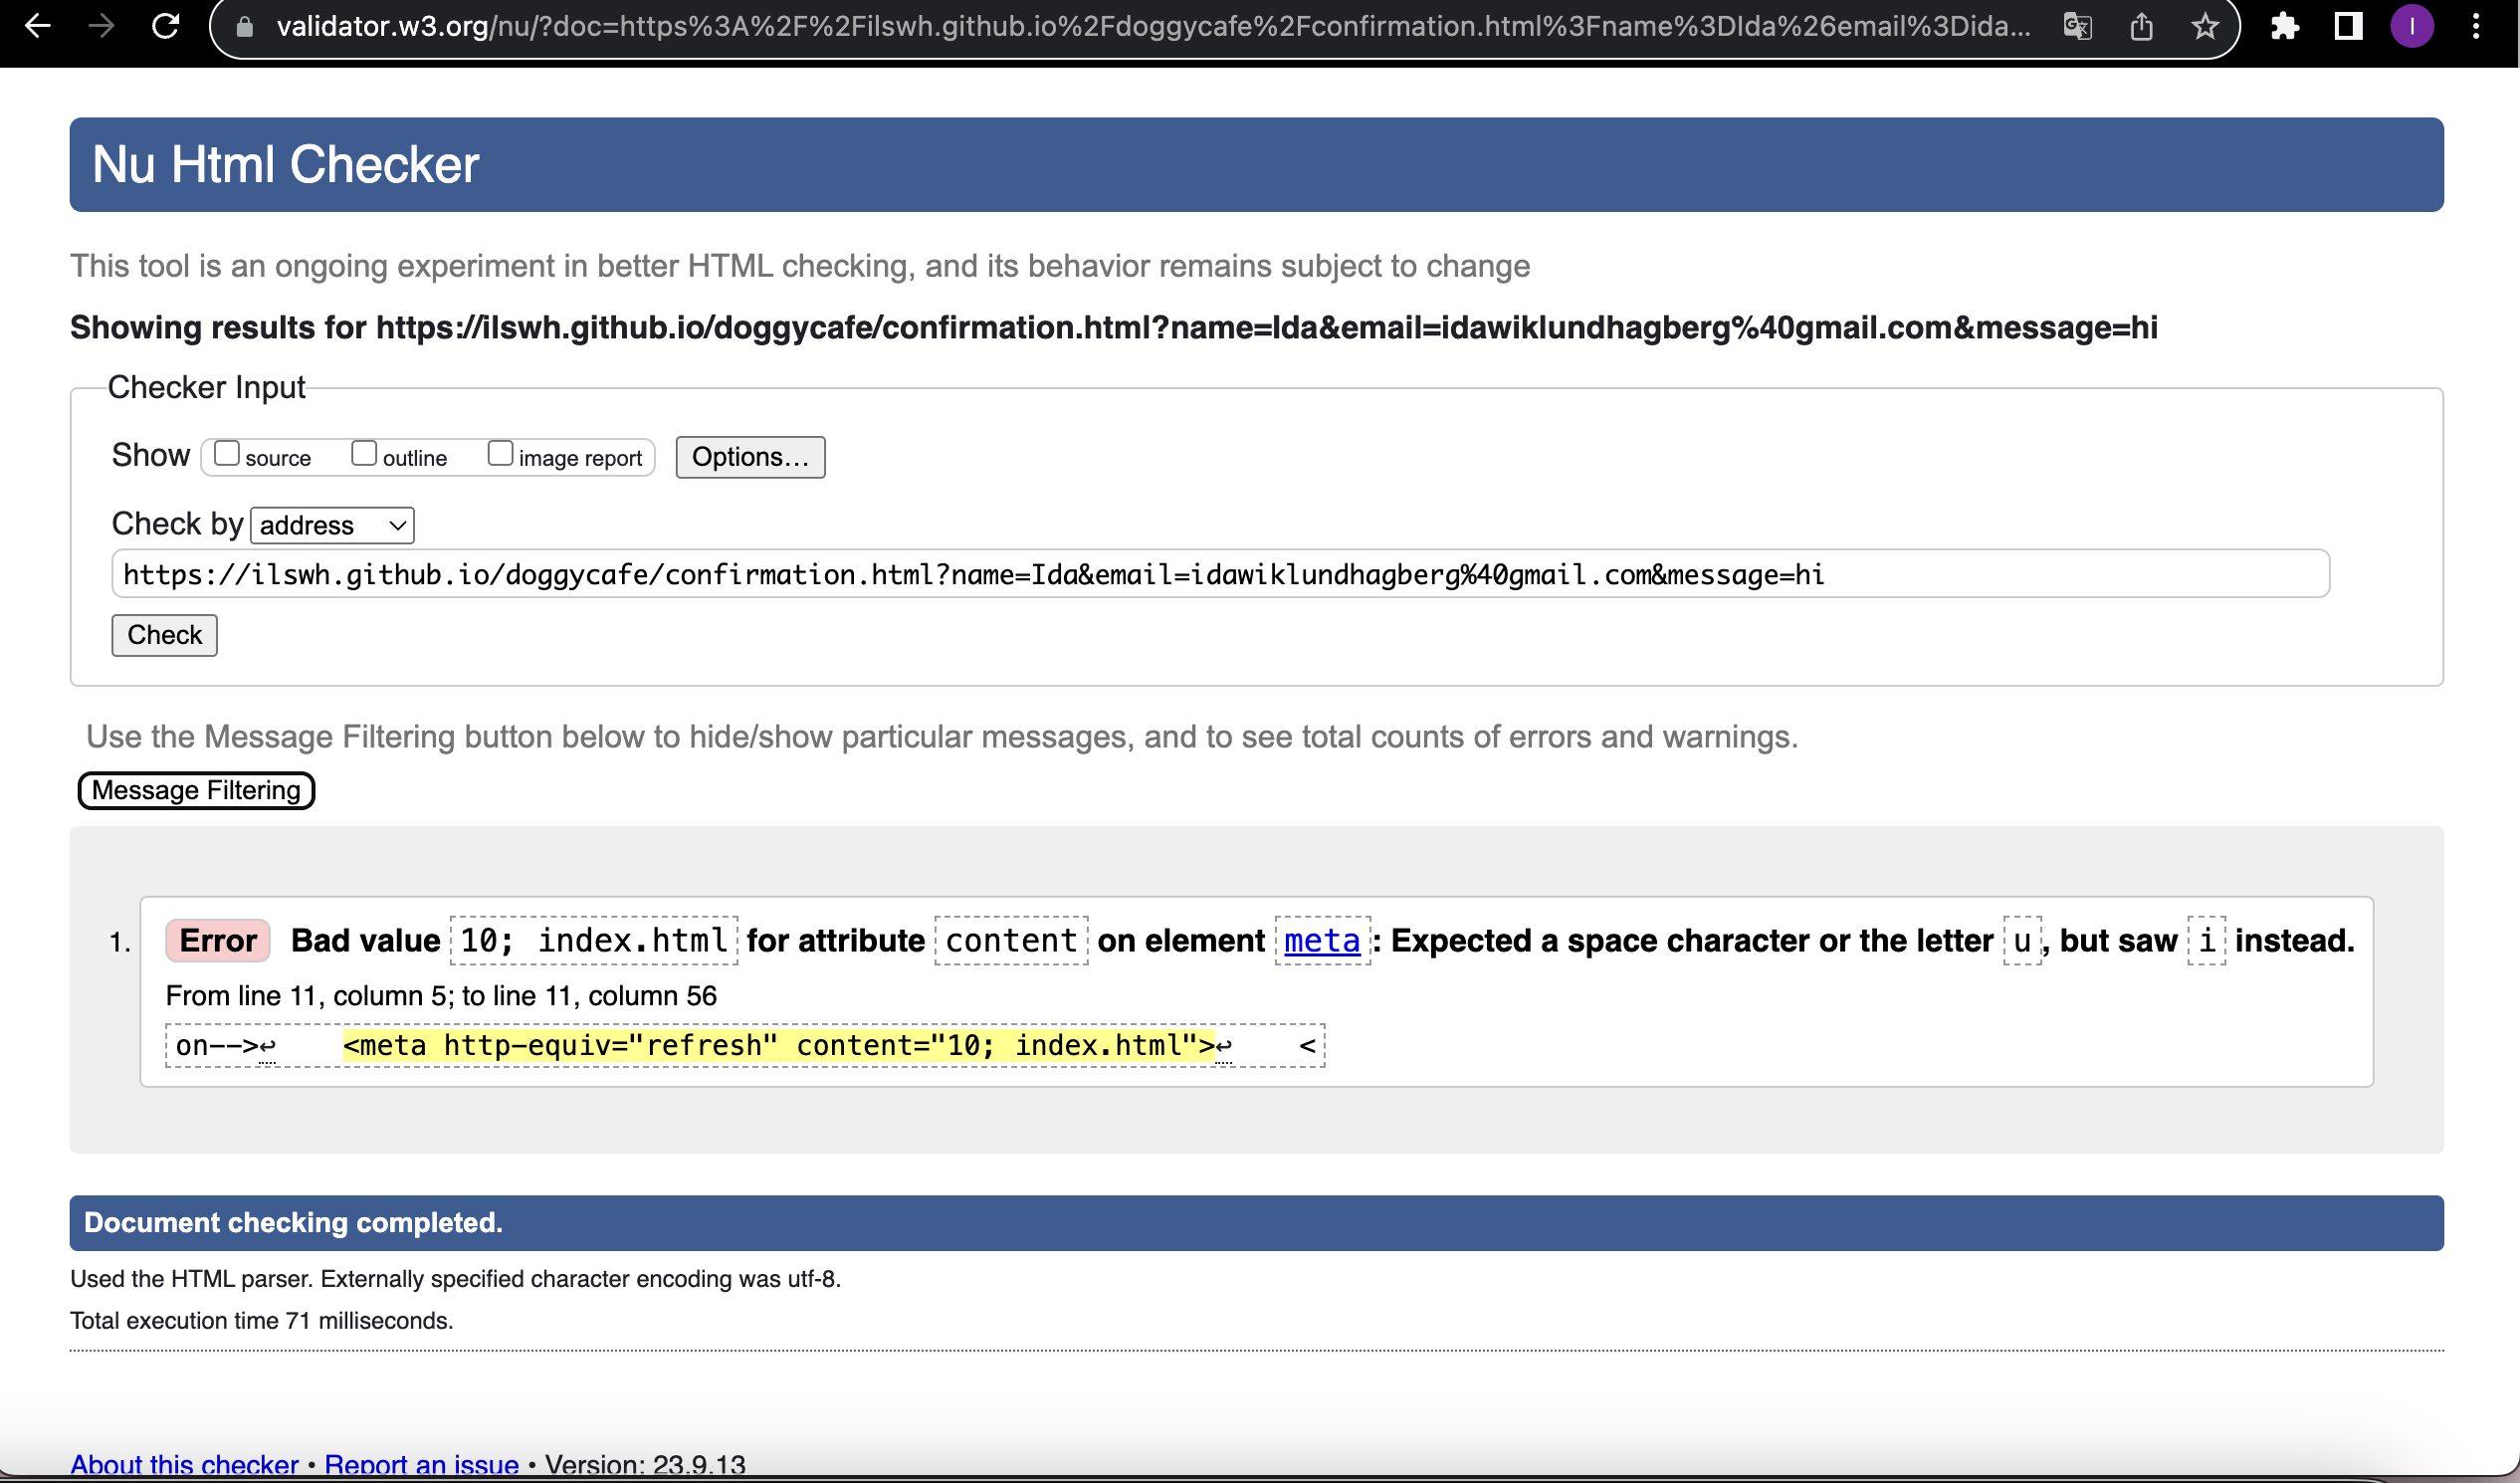 validator.w3.org/nu/?doc=https%3A%2F%2Filswh.github.io%2Fdoggycafe%2Fconfirmation.html%3Fname%3DIda%26email%3Dida...
I
Nu Html Checker
This tool is an ongoing experiment in better HTML checking, and its behavior remains subject to change
Showing results for https://ilswh.github.io/doggycafe/confirmation.html?name=Ida&email=idawiklundhagberg%40gmail.com&message=hi
Checker Input
Show source outline image report Options...
Check by address
https://ilswh.github.io/doggycafe/confirmation.html?name=Ida&email=idawiklundhagberg%40gmail.com&message=hi
Check
Use the Message Filtering button below to hide/show particular messages, and to see total counts of errors and warnings.
Message Filtering
1. Error Bad value 10; index.html for attribute content on element meta: Expected a space character or the letter u, but saw i instead.
From line 11, column 5; to line 11, column 56
on-->↩ <meta http-equiv="refresh" content="10; index.html">↩ <
Document checking completed.
Used the HTML parser. Externally specified character encoding was utf-8.
Total execution time 71 milliseconds.
About this checker • Report an issue • Version: 23.9.13